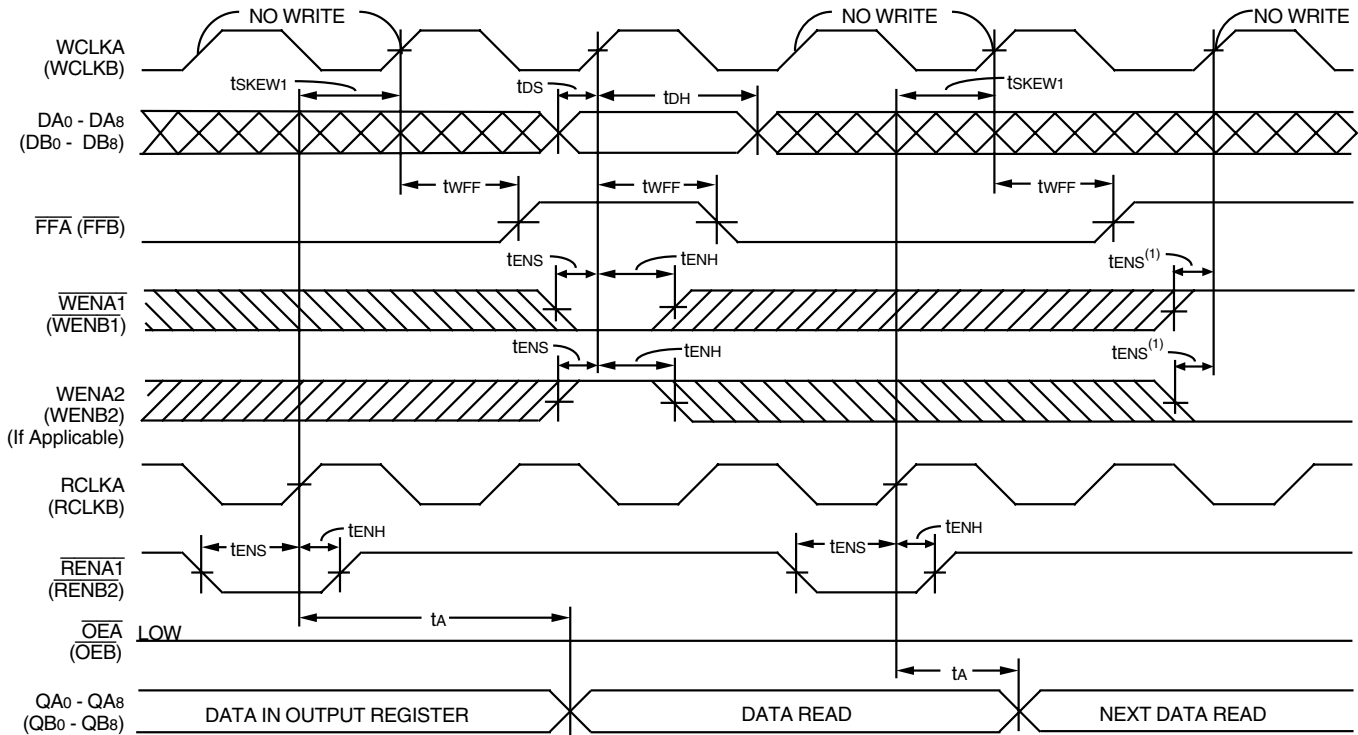 NO WRITE
NO WRITE
NO WRITE
WCLKA
(WCLKB)
tSKEW1
tDS
tDH
tSKEW1
DA0 - DA8
(DB0 - DB8)
tWFF
tWFF
tWFF
FFA (FFB)
tENS
tENH
tENS(1)
WENA1
(WENB1)
tENS
tENH
tENS(1)
WENA2
(WENB2)
(If Applicable)
RCLKA
(RCLKB)
tENS
tENH
tENS
tENH
RENA1
(RENB2)
tA
OEA
(OEB)
LOW
tA
QA0 - QA8
(QB0 - QB8)
DATA IN OUTPUT REGISTER
DATA READ
NEXT DATA READ